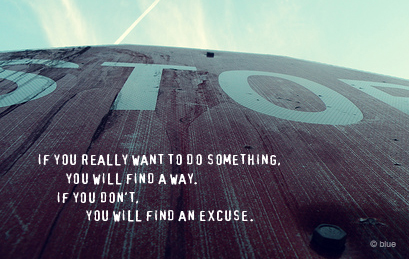 STOP
IF YOU REALLY WANT TO DO SOMETHING,
YOU WILL FIND A WAY.
IF YOU DON'T,
YOU WILL FIND AN EXCUSE.
© blue